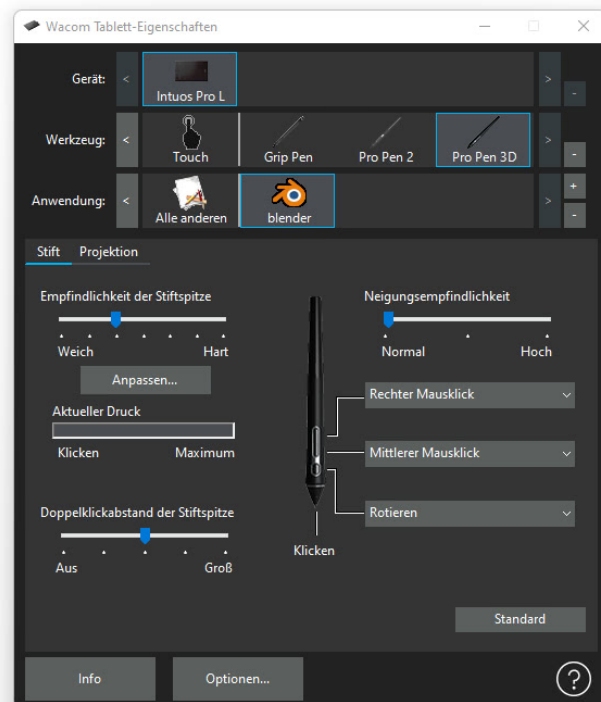 Wacom Tablett-Eigenschaften
Gerät:
Intuos Pro L
Werkzeug:
Touch
Grip Pen
Pro Pen 2
Pro Pen 3D
Anwendung:
Alle anderen
blender
Stift Projektion
Empfindlichkeit der Stiftspitze
Weich Hart
Anpassen...
Aktueller Druck
Klicken Maximum
Doppelklickabstand der Stiftspitze
Aus Groß
Klicken
Neigungsempfindlichkeit
Normal Hoch
Rechter Mausklick
Mittlerer Mausklick
Rotieren
Standard
Info
Optionen...
?